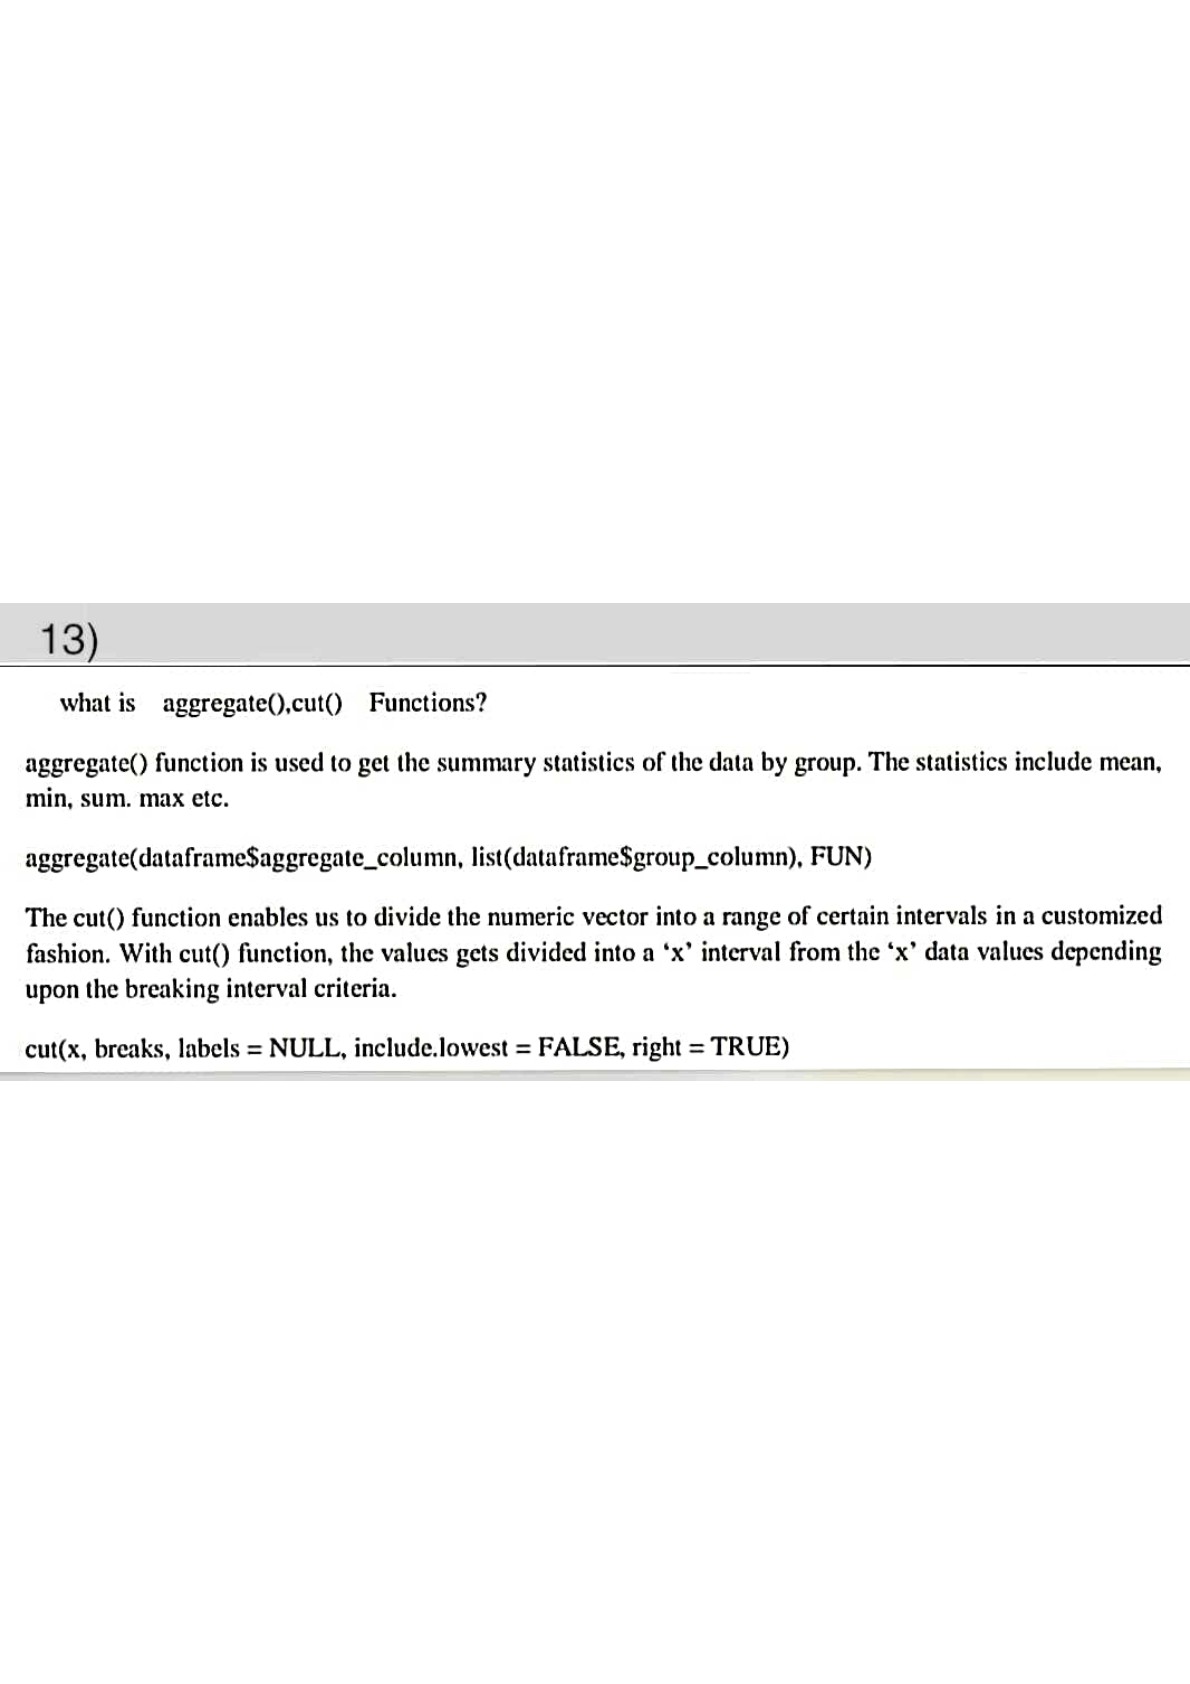 13)
what is aggregate(),cut() Functions?
aggregate() function is used to get the summary statistics of the data by group. The statistics include mean,
min, sum. max etc.
aggregate(dataframe$aggregate_column, list(dataframe$group_column), FUN)
The cut() function enables us to divide the numeric vector into a range of certain intervals in a customized
fashion. With cut() function, the values gets divided into a ‘x’ interval from the ‘x’ data values depending
upon the breaking interval criteria.
cut(x, breaks, labels = NULL, include.lowest = FALSE, right = TRUE)